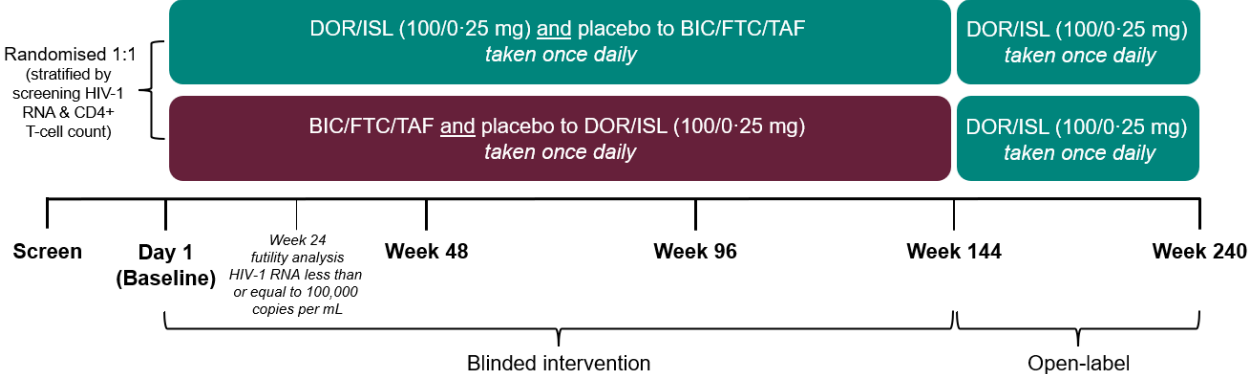 Randomised 1:1
(stratified by
screening HIV-1
RNA & CD4+
T-cell count)
DOR/ISL (100/0·25 mg) and placebo to BIC/FTC/TAF
taken once daily
DOR/ISL (100/0·25 mg)
taken once daily
BIC/FTC/TAF and placebo to DOR/ISL (100/0·25 mg)
taken once daily
DOR/ISL (100/0·25 mg)
taken once daily
Screen
Day 1
(Baseline)
Week 24
futility analysis
HIV-1 RNA less than
or equal to 100,000
copies per mL
Week 48
Week 96
Week 144
Week 240
Blinded intervention
Open-label